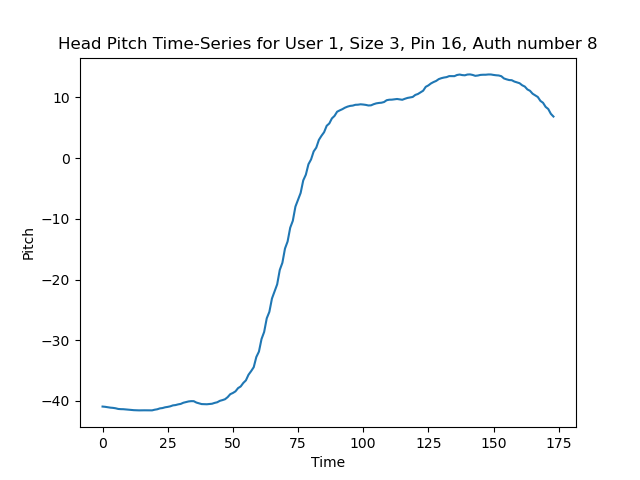 Head Pitch Time-Series for User 1, Size 3, Pin 16, Auth number 8
10
0
−10
−20
−30
−40
Pitch
0 25 50 75 100 125 150 175
Time